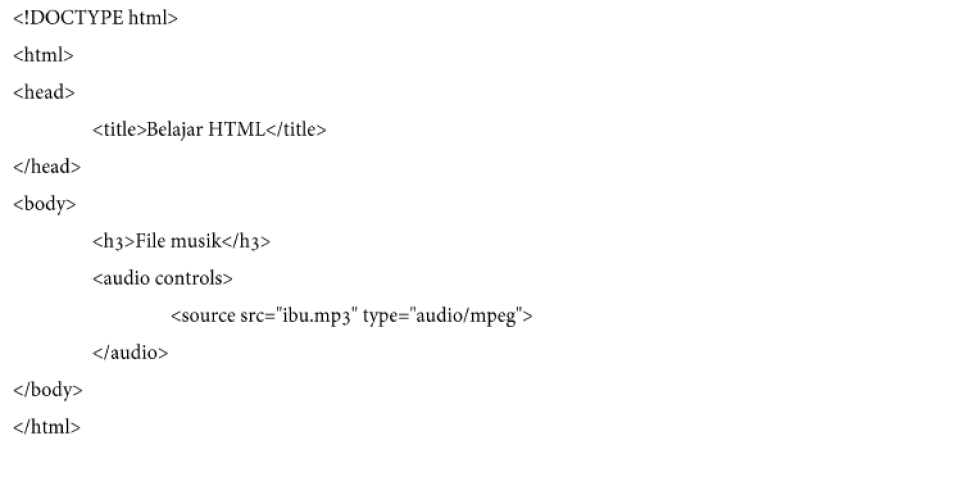 <!DOCTYPE html>
<html>
<head>
<title>Belajar HTML</title>
</head>
<body>
<h3>File musik</h3>
<audio controls>
<source src="ibu.mp3" type="audio/mpeg">
</audio>
</body>
</html>